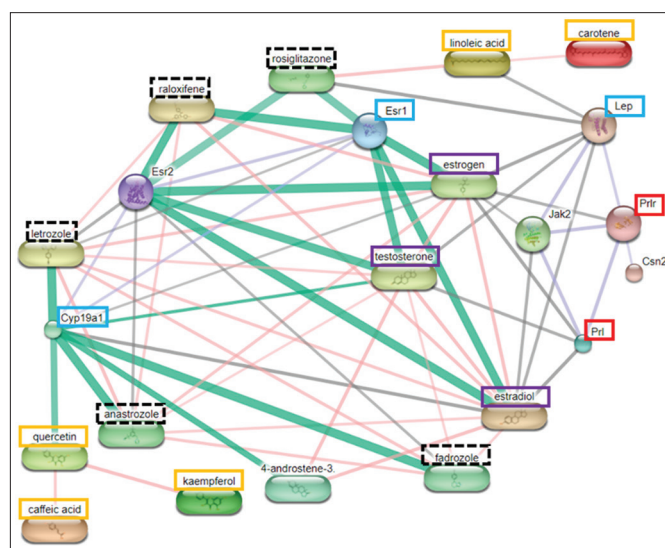 carotene
linoleic acid
rosiglitazone
raloxifene
Esr1
Lep
estrogen
Esr2
Jak2
Prlr
letrozole
testosterone
Csn2
Cyp19a1
Prl
estradiol
anastrozole
quercetin
4-androstene-3.
fadrozole
kaempferol
caffeic acid